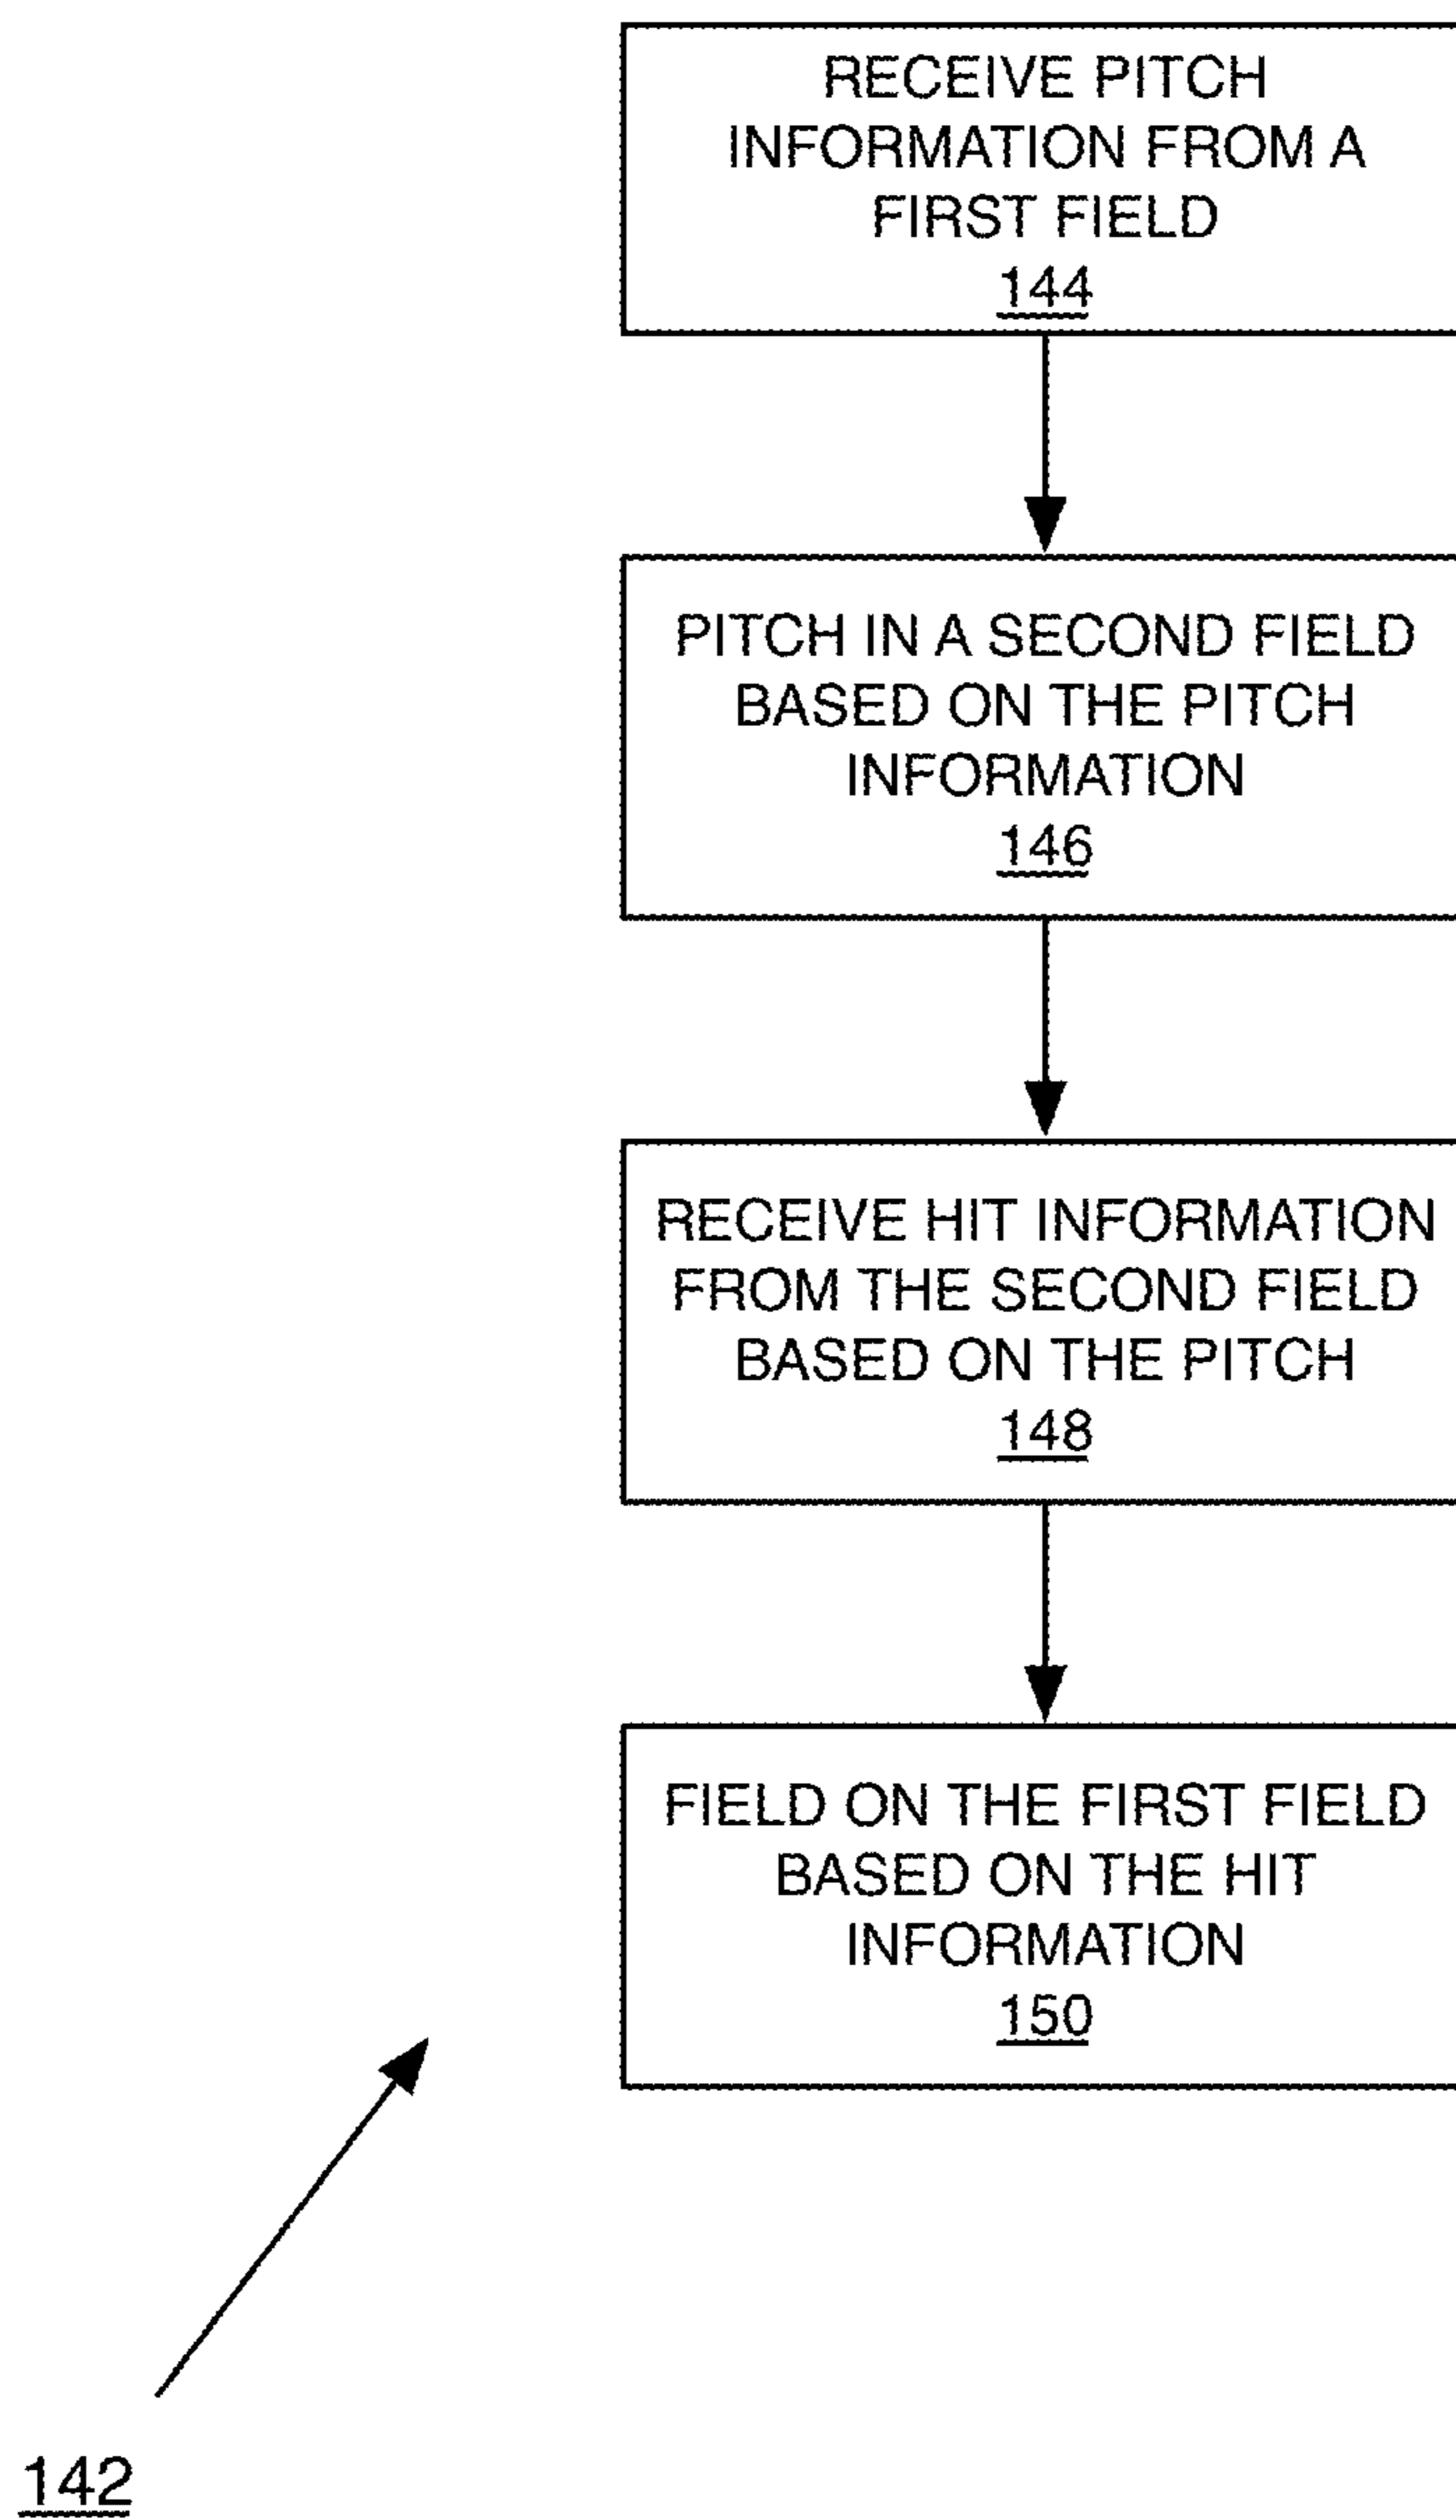 RECEIVE PITCH
INFORMATION FROM A
FIRST FIELD
144
PITCH IN A SECOND FIELD
BASED ON THE PITCH
INFORMATION
146
RECEIVE HIT INFORMATION
FROM THE SECOND FIELD
BASED ON THE PITCH
148
FIELD ON THE FIRST FIELD
BASED ON THE HIT
INFORMATION
150
142